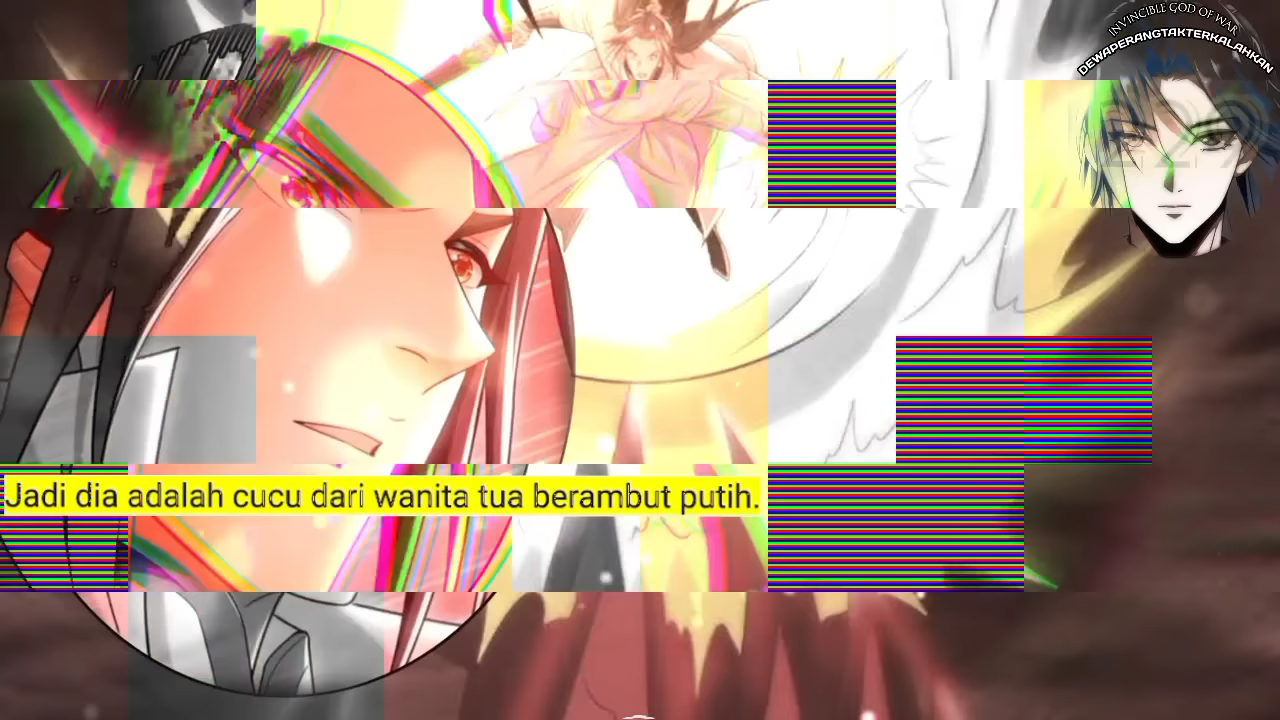 INVINCIBLE GOD OF WAR
DEWAPERANGTAKTERKALAHKAN
Jadi dia adalah cucu dari wanita tua berambut putih.